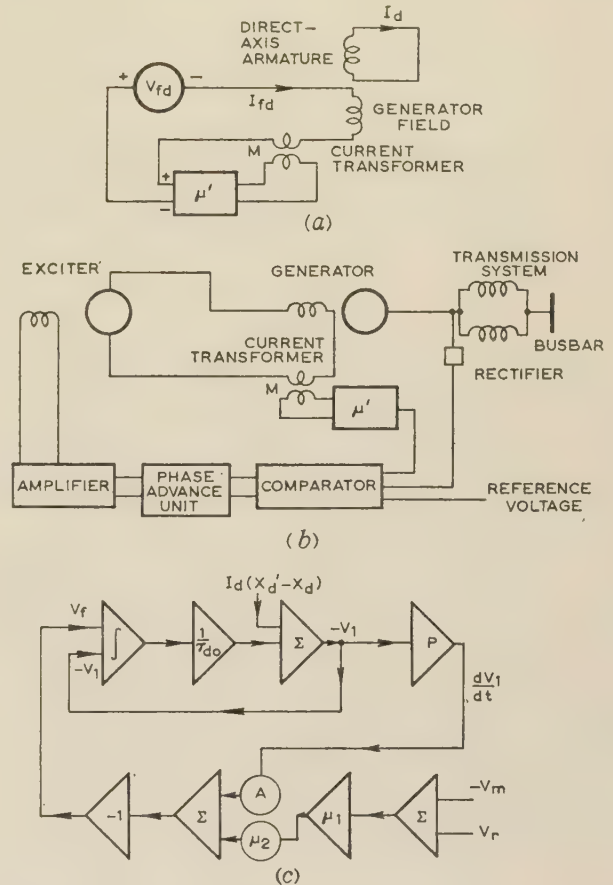 DIRECT-
AXIS
ARMATURE
I_d
+ V_fd −
I_fd
GENERATOR
FIELD
M
CURRENT
TRANSFORMER
+
−
μ'
(a)
EXCITER
GENERATOR
TRANSMISSION
SYSTEM
BUSBAR
CURRENT
TRANSFORMER
RECTIFIER
M
μ'
AMPLIFIER
PHASE
ADVANCE
UNIT
COMPARATOR
REFERENCE
VOLTAGE
(b)
I_d(X_d'−X_d)
V_f
−V_1
∫
1/τ_do
Σ
−V_1
P
dV_1/dt
A
−1
Σ
μ_2
μ_1
Σ
−V_m
V_r
(c)